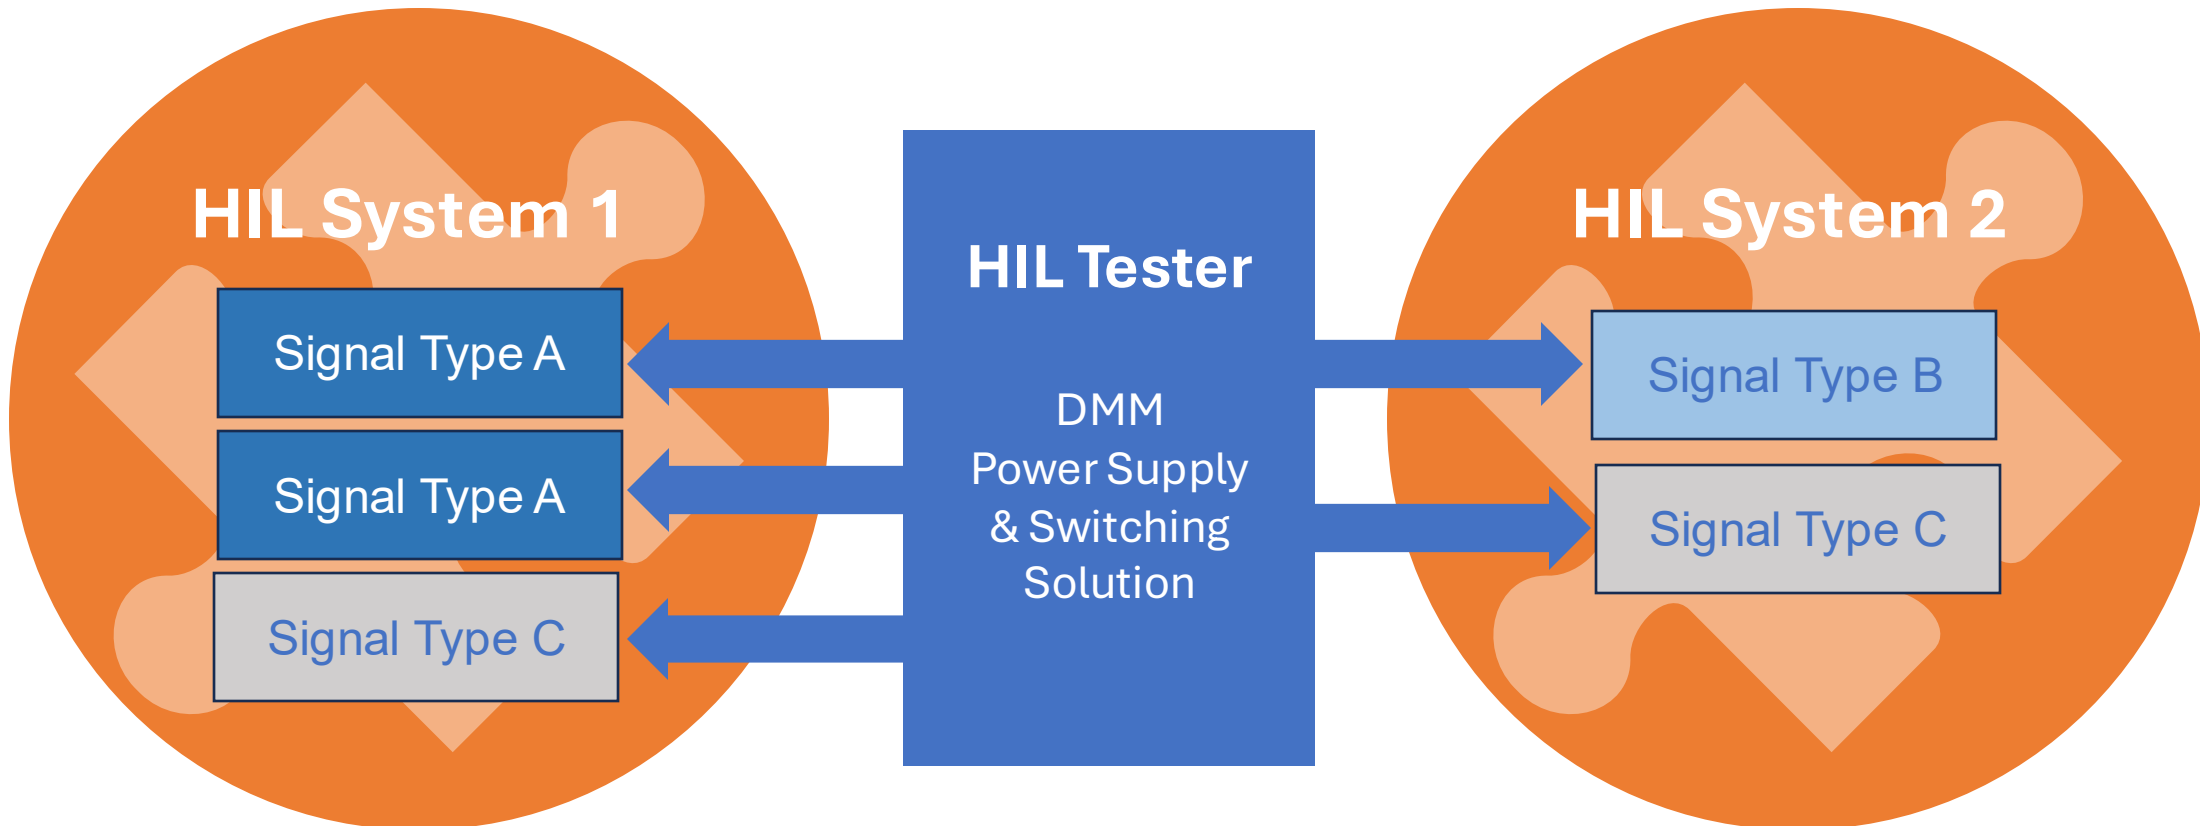 HIL System 1
Signal Type A
Signal Type A
Signal Type C
HIL Tester
DMM
Power Supply
& Switching
Solution
HIL System 2
Signal Type B
Signal Type C